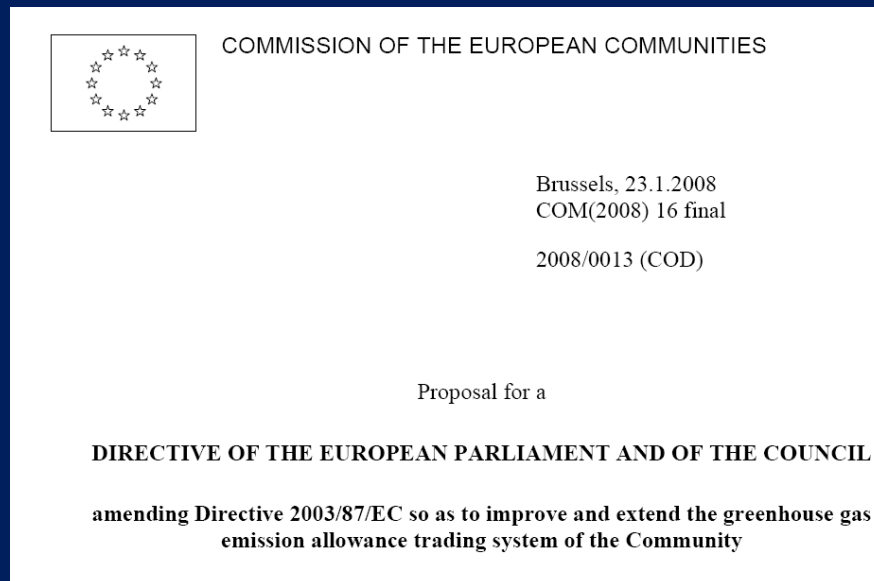 COMMISSION OF THE EUROPEAN COMMUNITIES
Brussels, 23.1.2008
COM(2008) 16 final
2008/0013 (COD)
Proposal for a
DIRECTIVE OF THE EUROPEAN PARLIAMENT AND OF THE COUNCIL
amending Directive 2003/87/EC so as to improve and extend the greenhouse gas
emission allowance trading system of the Community